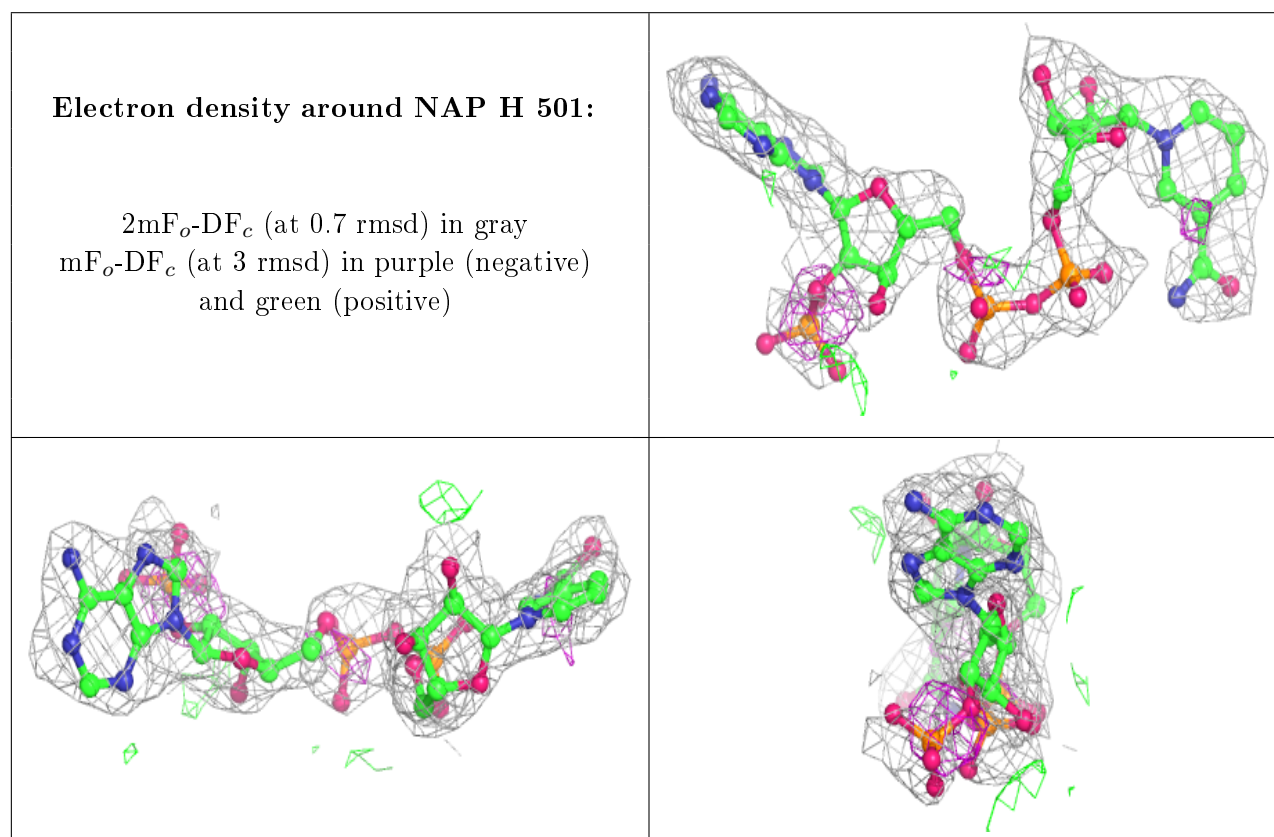 Electron density around NAP H 501:
2mFo-DFc (at 0.7 rmsd) in gray
mFo-DFc (at 3 rmsd) in purple (negative)
and green (positive)